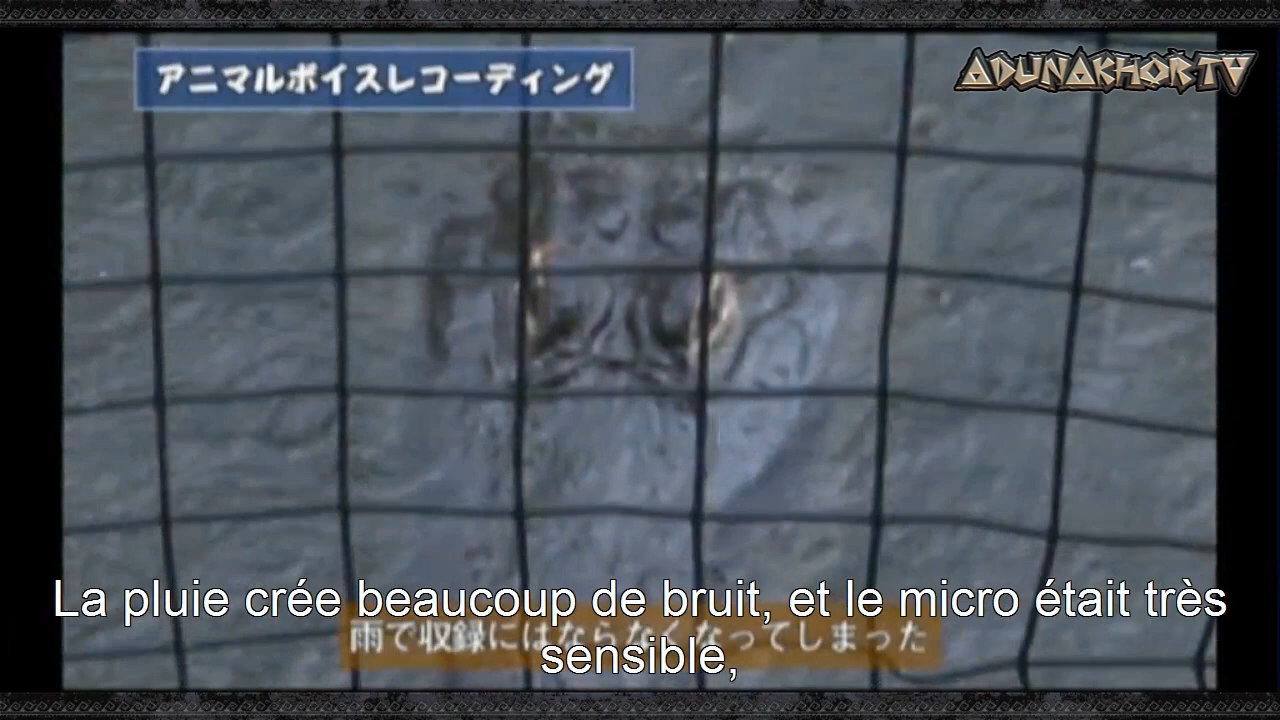 アニマルボイスレコーディング
ADUNAKHOR TV
La pluie crée beaucoup de bruit, et le micro était très
雨で収録にはならなくなってしまった
sensible,